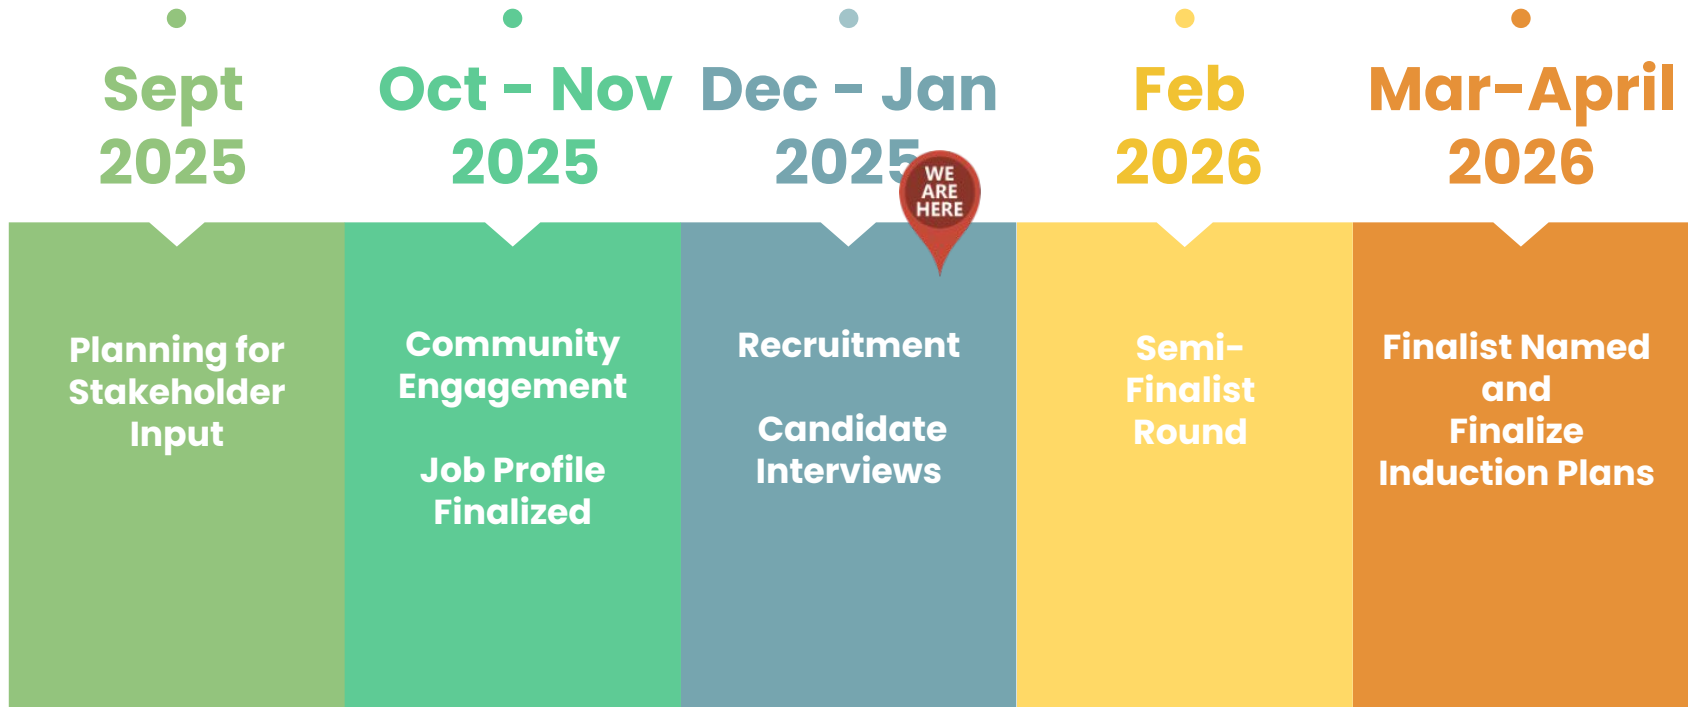 Sept
2025
Oct – Nov
2025
Dec – Jan
2025
Feb
2026
Mar–April
2026
WE
ARE
HERE
Planning for
Stakeholder
Input
Community
Engagement
Job Profile
Finalized
Recruitment
Candidate
Interviews
Semi-
Finalist
Round
Finalist Named
and
Finalize
Induction Plans